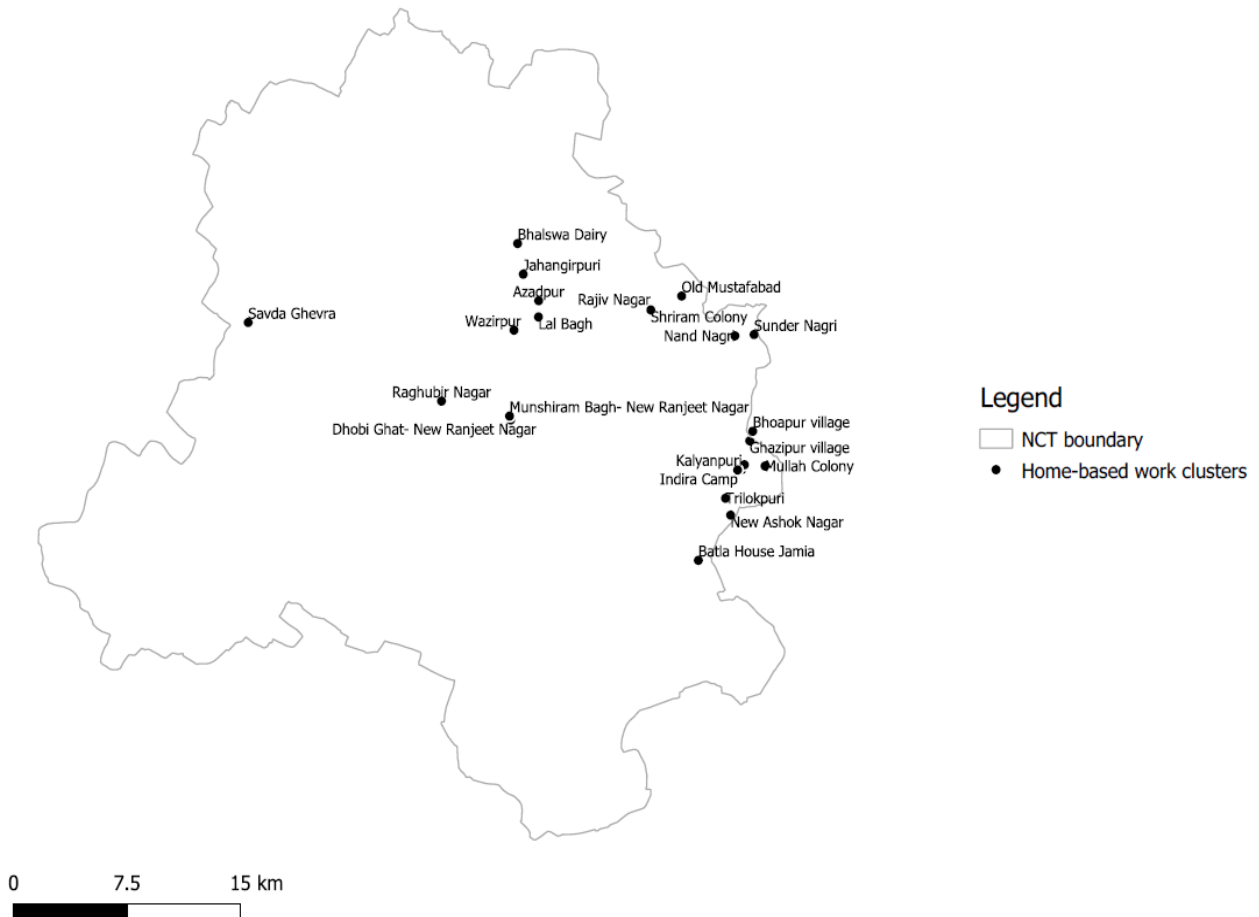 Bhalswa Dairy
Jahangirpuri
Azadpur
Old Mustafabad
Rajiv Nagar
Savda Ghevra
Wazirpur
Lal Bagh
Shriram Colony
Nand Nagri
Sunder Nagri
Raghubir Nagar
Munshiram Bagh- New Ranjeet Nagar
Dhobi Ghat- New Ranjeet Nagar
Bhoapur village
Ghazipur village
Kalyanpuri
Mullah Colony
Indira Camp
Trilokpuri
New Ashok Nagar
Batla House Jamia
Legend
NCT boundary
Home-based work clusters
0 7.5 15 km